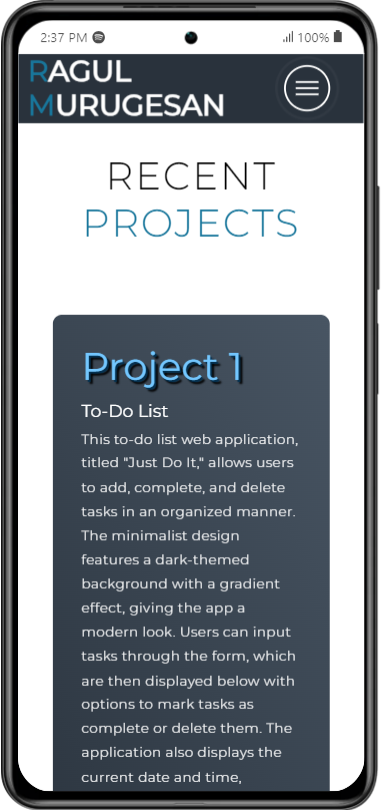 2:37 PM 100%
RAGUL
MURUGESAN
RECENT
PROJECTS
Project 1
To-Do List
This to-do list web application,
titled "Just Do It," allows users
to add, complete, and delete
tasks in an organized manner.
The minimalist design
features a dark-themed
background with a gradient
effect, giving the app a
modern look. Users can input
tasks through the form, which
are then displayed below with
options to mark tasks as
complete or delete them. The
application also displays the
current date and time,